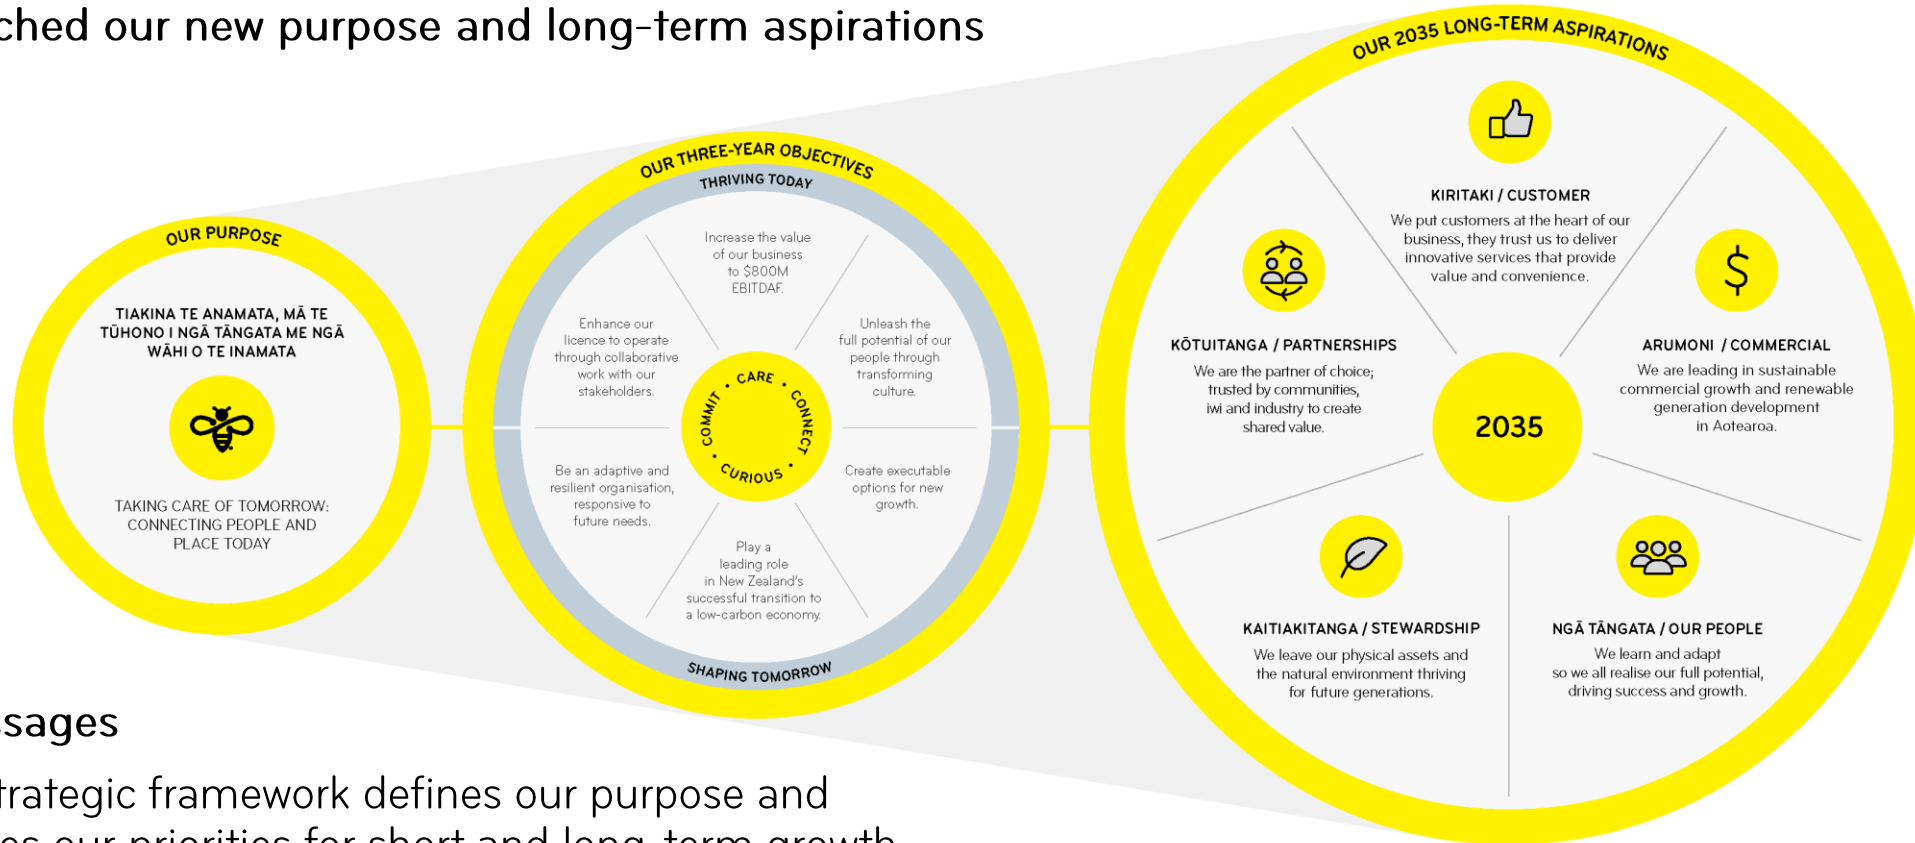 our new purpose and long-term aspirations
OUR PURPOSE
TIAKINA TE ANAMATA, MĀ TE
TŪHONO I NGĀ TĀNGATA ME NGĀ
WĀHI O TE INAMATA
TAKING CARE OF TOMORROW:
CONNECTING PEOPLE AND
PLACE TODAY
OUR THREE-YEAR OBJECTIVES
THRIVING TODAY
Increase the value
of our business
to $800M
EBITDAF.
Enhance our
licence to operate
through collaborative
work with our
stakeholders.
Unleash the
full potential of our
people through
transforming
culture.
CARE • CONNECT • CURIOUS • COMMIT •
Be an adaptive and
resilient organisation,
responsive to
future needs.
Create executable
options for new
growth.
Play a
leading role
in New Zealand's
successful transition to
a low-carbon economy.
SHAPING TOMORROW
OUR 2035 LONG-TERM ASPIRATIONS
KIRITAKI / CUSTOMER
We put customers at the heart of our
business, they trust us to deliver
innovative services that provide
value and convenience.
KŌTUITANGA / PARTNERSHIPS
We are the partner of choice;
trusted by communities,
iwi and industry to create
shared value.
$
ARUMONI / COMMERCIAL
We are leading in sustainable
commercial growth and renewable
generation development
in Aotearoa.
2035
KAITIAKITANGA / STEWARDSHIP
We leave our physical assets and
the natural environment thriving
for future generations.
NGĀ TĀNGATA / OUR PEOPLE
We learn and adapt
so we all realise our full potential,
driving success and growth.
framework defines our purpose and
our priorities for short and long-term growth